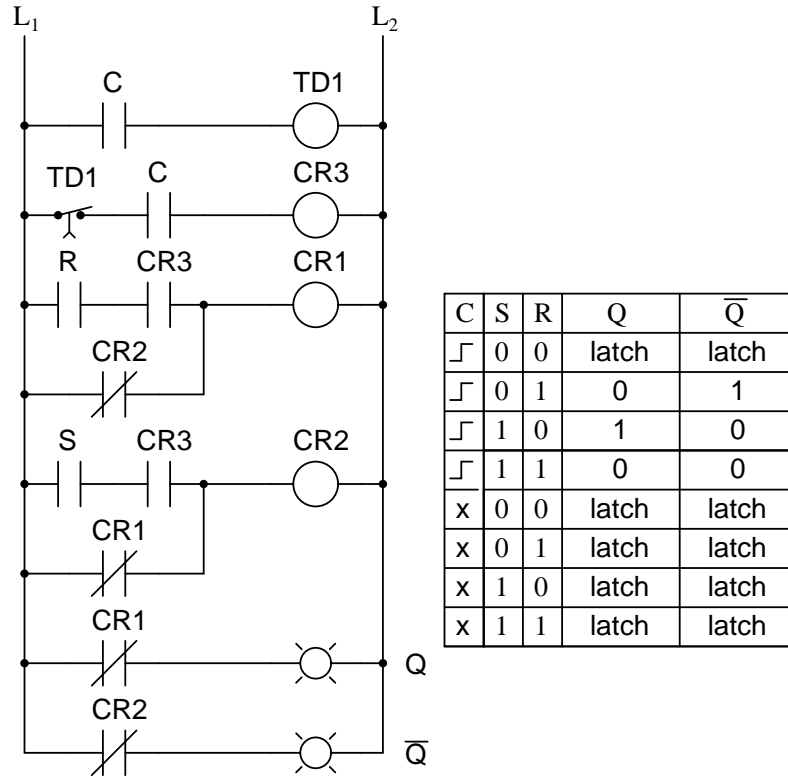 L1 L2
C TD1
TD1 C CR3
R CR3 CR1
CR2
S CR3 CR2
CR1
CR1
Q
CR2
Q̅
C S R Q Q̅
0 0 latch latch
0 1 0 1
1 0 1 0
1 1 0 0
x 0 0 latch latch
x 0 1 latch latch
x 1 0 latch latch
x 1 1 latch latch